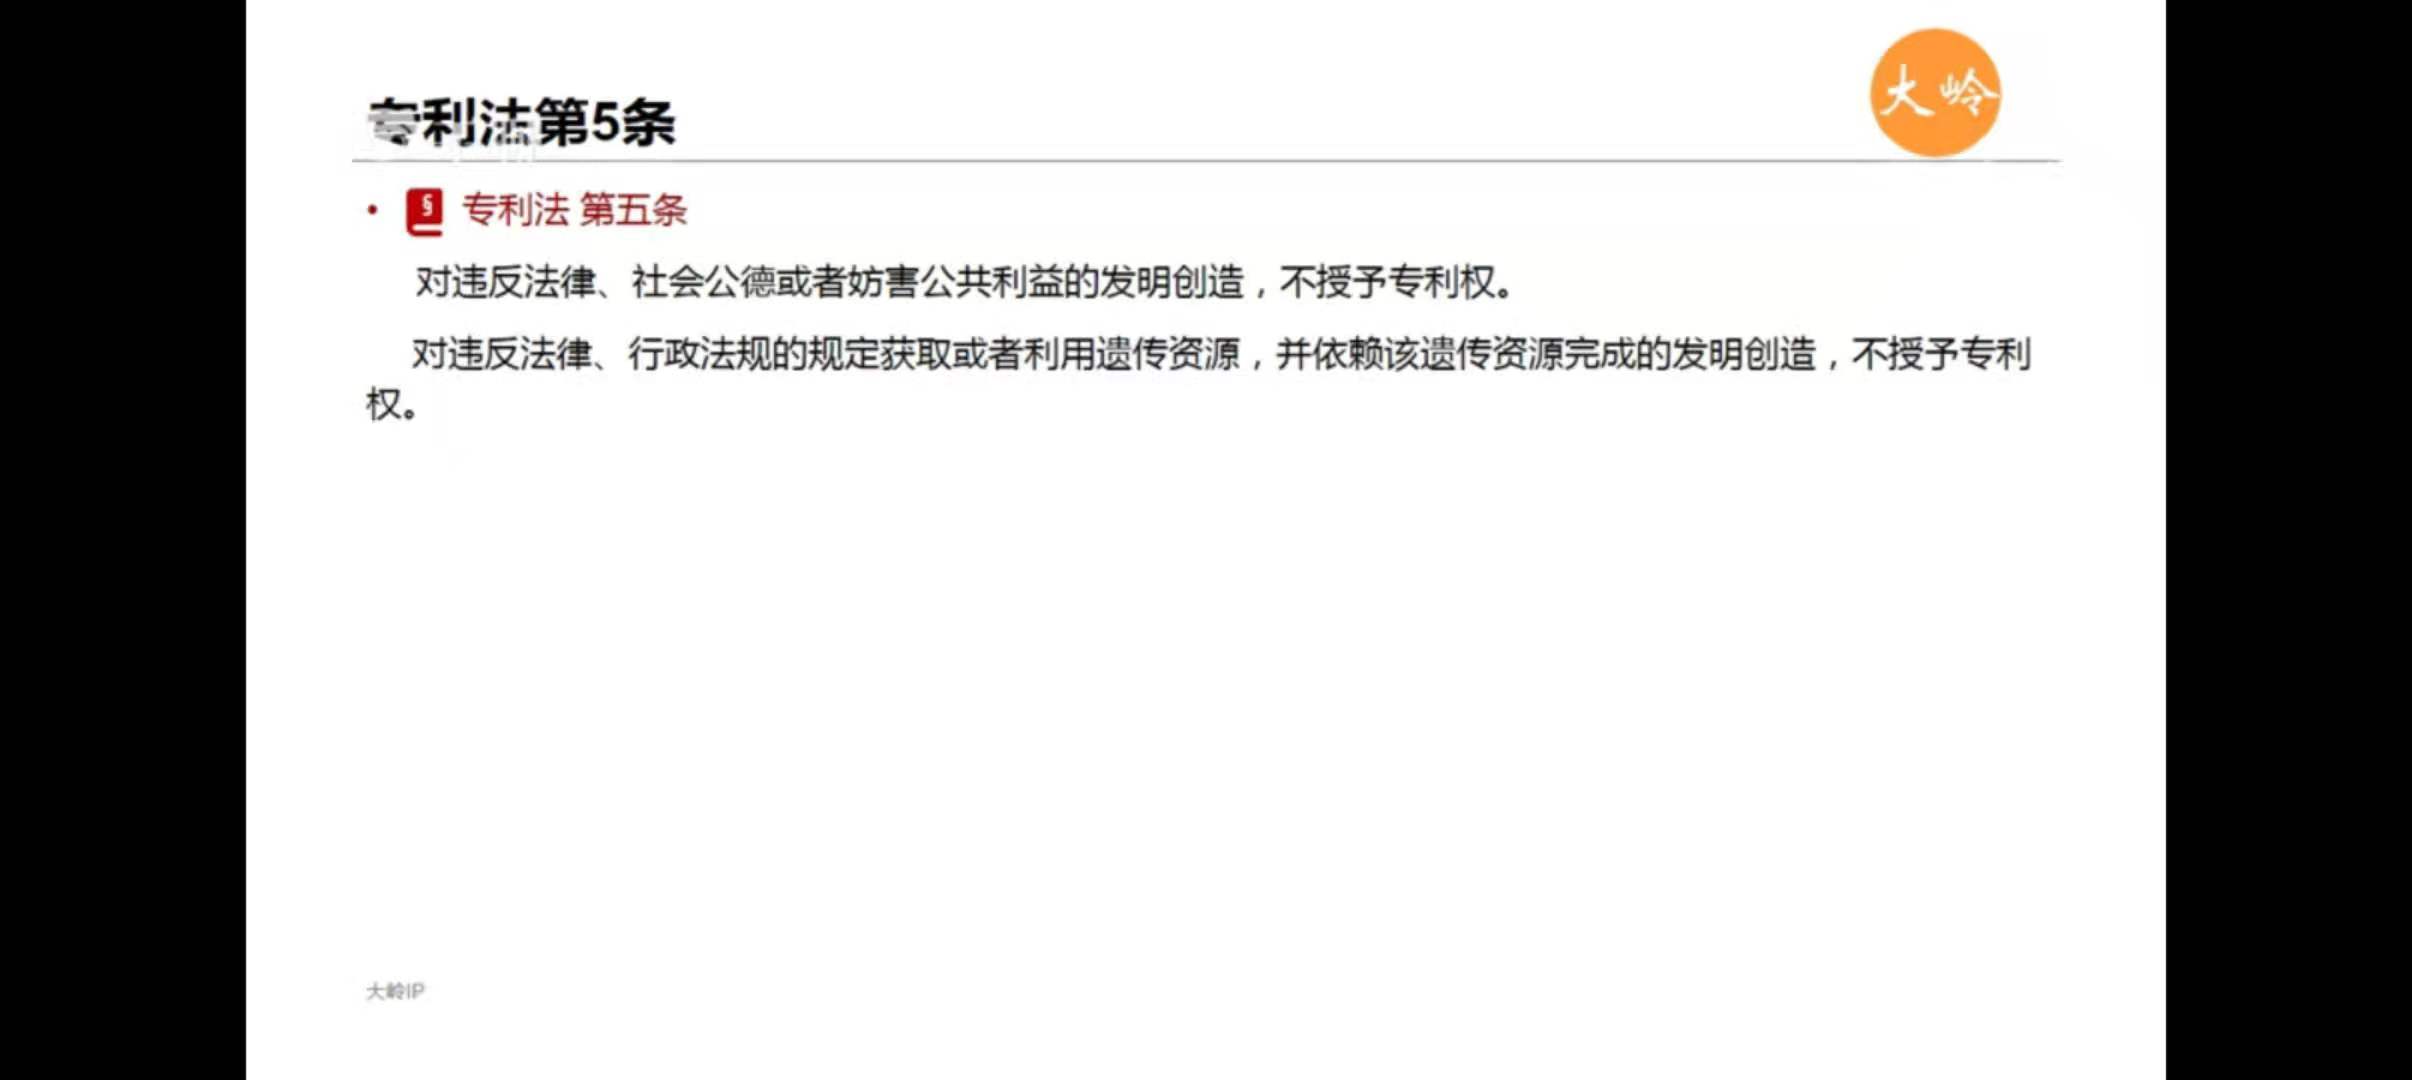 大岭
专利法第5条
• § 专利法 第五条
对违反法律、社会公德或者妨害公共利益的发明创造，不授予专利权。
对违反法律、行政法规的规定获取或者利用遗传资源，并依赖该遗传资源完成的发明创造，不授予专利
权。
大岭IP